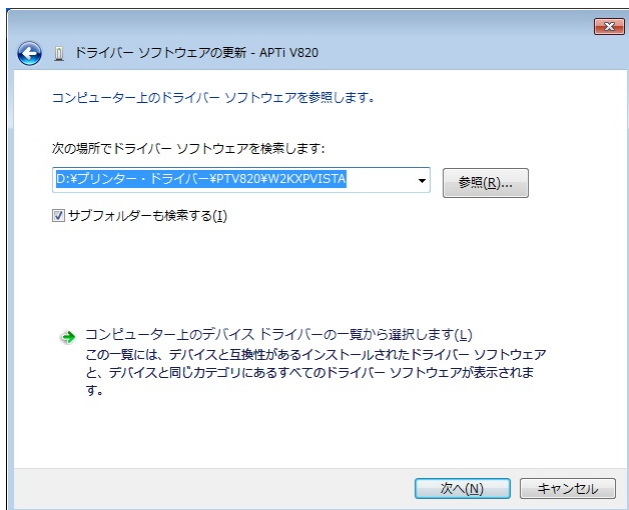 ドライバー ソフトウェアの更新 - APTi V820
コンピューター上のドライバー ソフトウェアを参照します。
次の場所でドライバー ソフトウェアを検索します:
D:¥プリンター・ドライバー¥PTV820¥W2KXPVISTA
参照(R)...
サブフォルダーも検索する(I)
コンピューター上のデバイス ドライバーの一覧から選択します(L)
この一覧には、デバイスと互換性があるインストールされたドライバー ソフトウェア
と、デバイスと同じカテゴリにあるすべてのドライバー ソフトウェアが表示されま
す。
次へ(N)
キャンセル